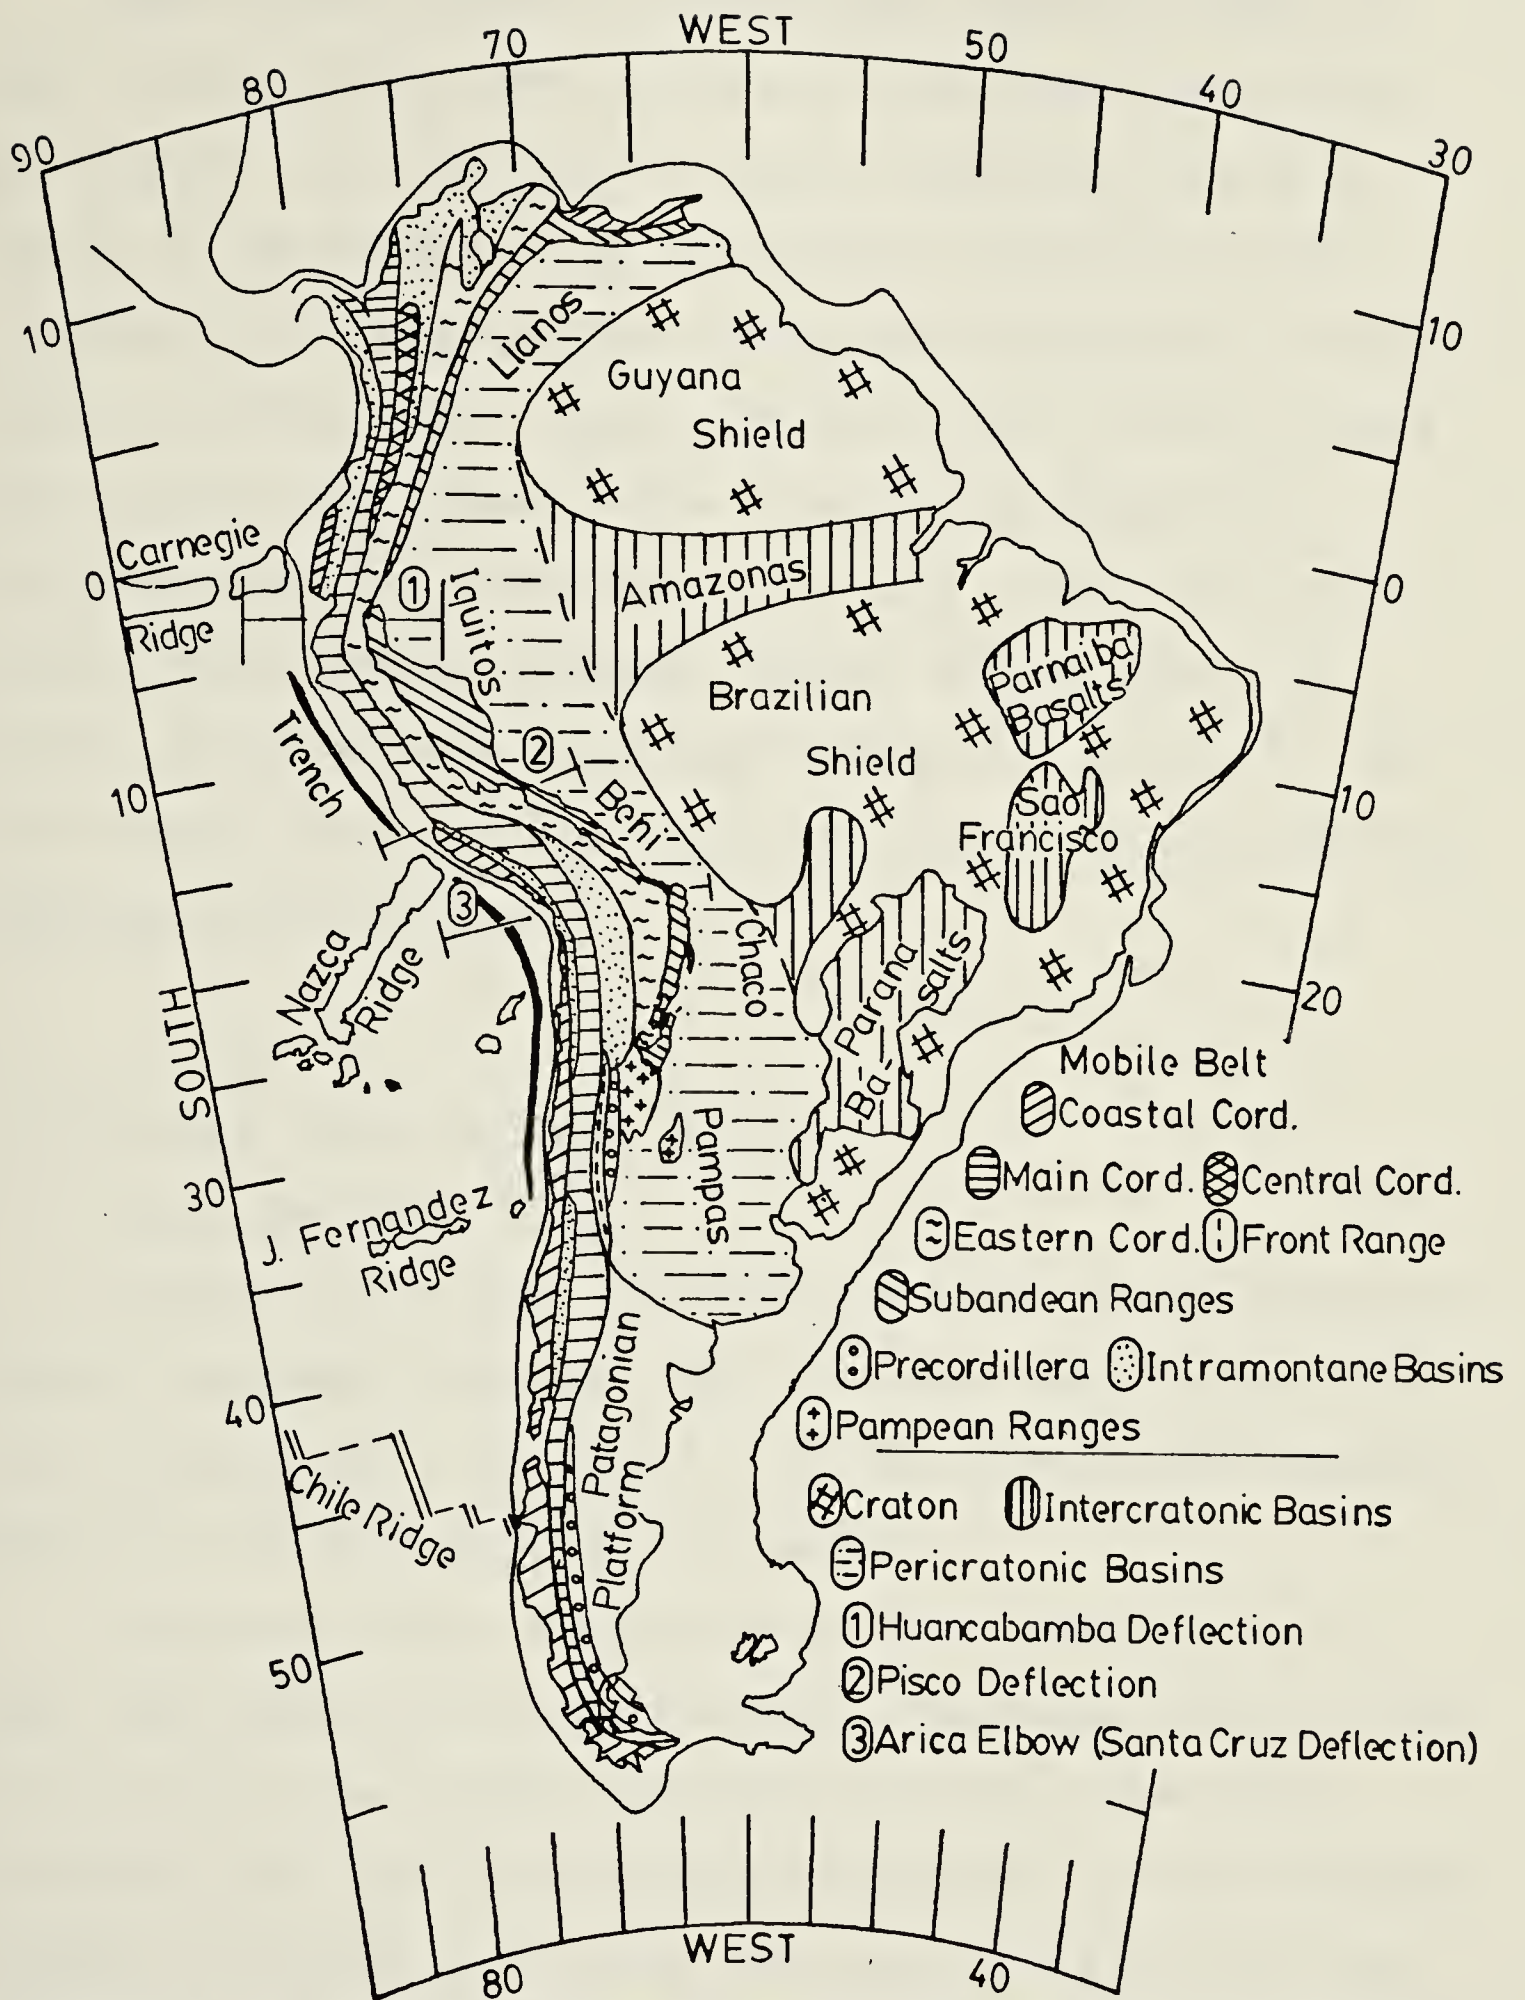 WEST
70
50
80
40
90
30
10
10
Llanos
Guyana
Shield
Carnegie
0
Ridge
1
Iquitos
Amazonas
0
Parnaiba
Basalts
Brazilian
Shield
Trench
2
10
Beni
Sao
Francisco
10
3
Nazca
Ridge
Chaco
Parana
Ba-
salts
20
SOUTH
Pampas
30
J. Fernandez
Ridge
Patagonian
Platform
40
Chile Ridge
50
Mobile Belt
Coastal Cord.
Main Cord. Central Cord.
Eastern Cord. Front Range
Subandean Ranges
Precordillera Intramontane Basins
Pampean Ranges
Craton Intercratonic Basins
Pericratonic Basins
1 Huancabamba Deflection
2 Pisco Deflection
3 Arica Elbow (Santa Cruz Deflection)
WEST
80
40